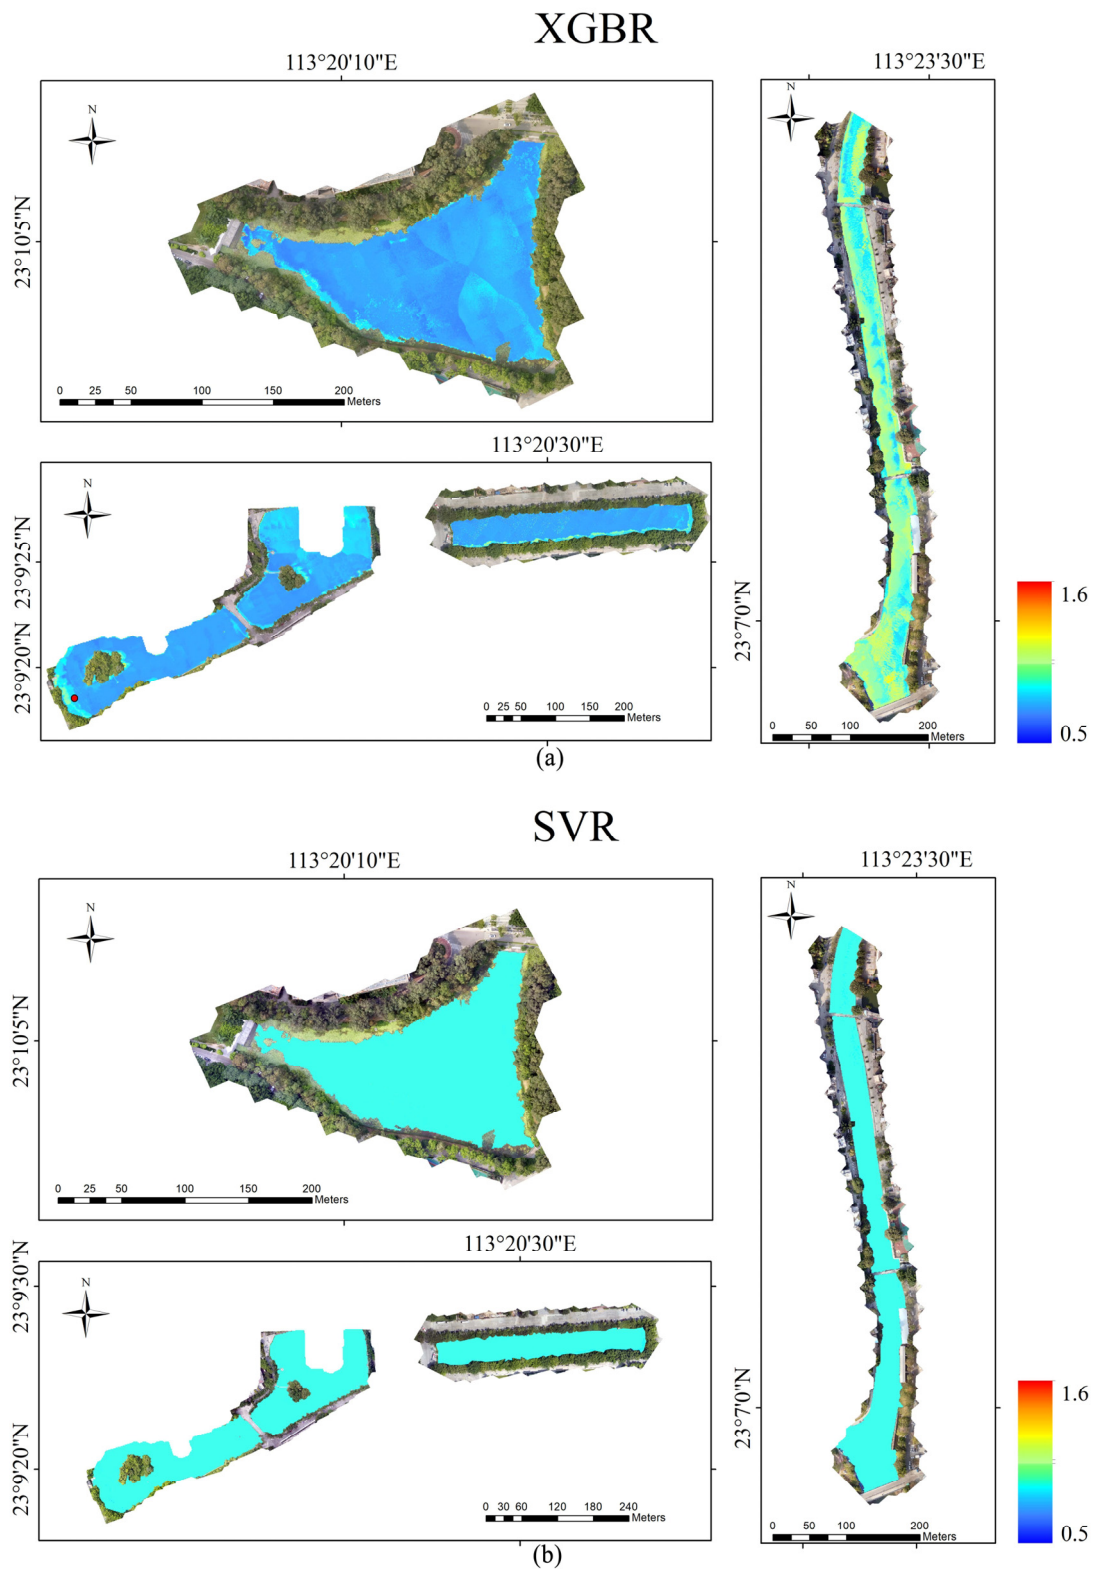 XGBR
113°20'10"E
113°23'30"E
N
N
23°10'5"N
0 25 50 100 150 200
Meters
113°20'30"E
N
23°9'25"N
23°9'20"N
0 25 50 100 150 200
Meters
23°7'0"N
0 50 100 200
Meters
1.6
0.5
(a)
SVR
113°20'10"E
113°23'30"E
N
N
23°10'5"N
0 25 50 100 150 200
Meters
113°20'30"E
23°9'30"N
N
23°9'20"N
0 30 60 120 180 240
Meters
23°7'0"N
0 50 100 200
Meters
1.6
0.5
(b)